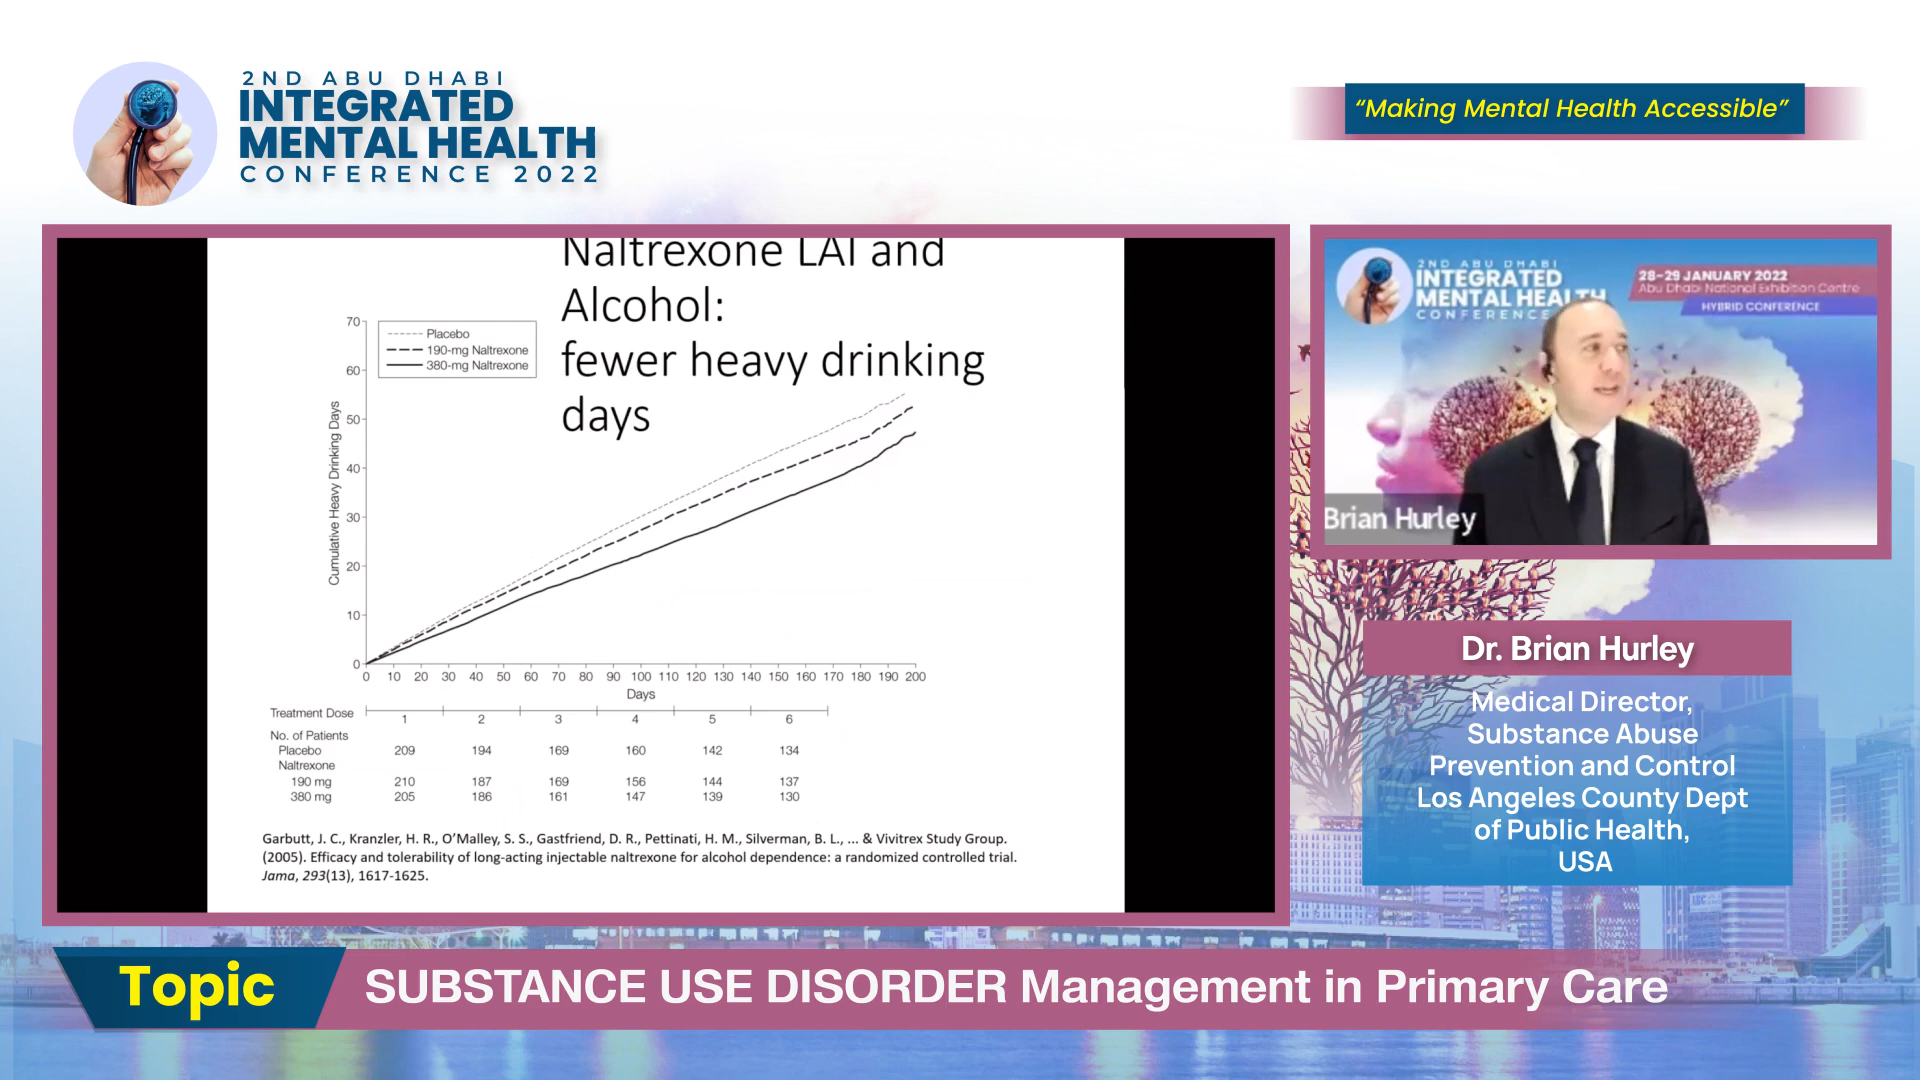 2ND ABU DHABI
INTEGRATED
MENTAL HEALTH
CONFERENCE 2022
“Making Mental Health Accessible”
Naltrexone LAI and
Alcohol:
fewer heavy drinking
days
Placebo
190-mg Naltrexone
380-mg Naltrexone
Cumulative Heavy Drinking Days
70
60
50
40
30
20
10
0
0 10 20 30 40 50 60 70 80 90 100 110 120 130 140 150 160 170 180 190 200
Days
Treatment Dose 1 2 3 4 5 6
No. of Patients
Placebo 209 194 169 160 142 134
Naltrexone
190 mg 210 187 169 156 144 137
380 mg 205 186 161 147 139 130
Garbutt, J. C., Kranzler, H. R., O’Malley, S. S., Gastfriend, D. R., Pettinati, H. M., Silverman, B. L., ... & Vivitrex Study Group.
(2005). Efficacy and tolerability of long-acting injectable naltrexone for alcohol dependence: a randomized controlled trial.
Jama, 293(13), 1617-1625.
2ND ABU DHABI
INTEGRATED
MENTAL HEALTH
CONFERENCE
28-29 JANUARY 2022
Abu Dhabi National Exhibition Centre
HYBRID CONFERENCE
Brian Hurley
Dr. Brian Hurley
Medical Director,
Substance Abuse
Prevention and Control
Los Angeles County Dept
of Public Health,
USA
Topic
SUBSTANCE USE DISORDER Management in Primary Care